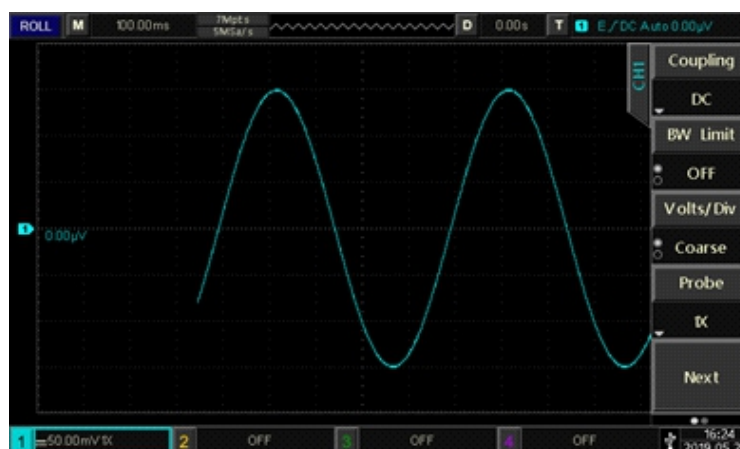 ROLL M 100.00ms 7Mpts D 0.00s T 1 E / DC Auto 0.00μV
5MSa/s
CH1
Coupling
DC
BW Limit
OFF
Volts/Div
Coarse
Probe
1X
Next
1
0.00μV
1 50.00mV 1X 2 OFF 3 OFF 4 OFF
16:24